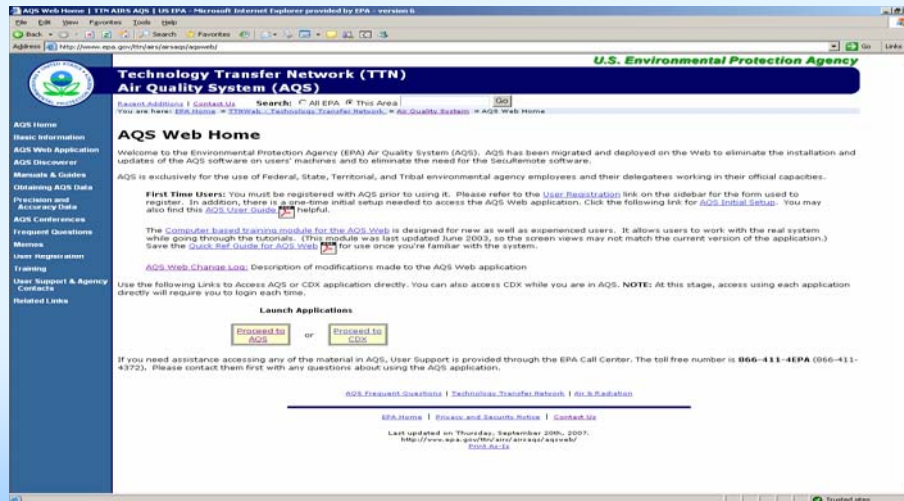 AQS Web Home | TTN AIRS AQS | US EPA - Microsoft Internet Explorer provided by EPA - version 6
File Edit View Favorites Tools Help
Back Search Favorites
Address http://www.epa.gov/ttn/airs/airsaqs/aqsweb/ Go Links
U.S. Environmental Protection Agency
Technology Transfer Network (TTN)
Air Quality System (AQS)
Recent Additions | Contact Us Search: All EPA This Area Go
You are here: EPA Home » TTNWeb - Technology Transfer Network » Air Quality System » AQS Web Home
AQS Home
Basic Information
AQS Web Application
AQS Discoverer
Manuals & Guides
Obtaining AQS Data
Precision and
Accuracy Data
AQS Conferences
Frequent Questions
Memos
User Registration
Training
User Support & Agency
Contacts
Related Links
AQS Web Home
Welcome to the Environmental Protection Agency (EPA) Air Quality System (AQS). AQS has been migrated and deployed on the Web to eliminate the installation and
updates of the AQS software on users' machines and to eliminate the need for the SecuRemote software.
AQS is exclusively for the use of Federal, State, Territorial, and Tribal environmental agency employees and their delegatees working in their official capacities.
First Time Users: You must be registered with AQS prior to using it. Please refer to the User Registration link on the sidebar for the form used to
register. In addition, there is a one-time initial setup needed to access the AQS Web application. Click the following link for AQS Initial Setup. You may
also find this AQS User Guide helpful.
The Computer based training module for the AQS Web is designed for new as well as experienced users. It allows users to work with the real system
while going through the tutorials. (This module was last updated June 2003, so the screen views may not match the current version of the application.)
Save the Quick Ref Guide for AQS Web for use once you're familiar with the system.
AQS Web Change Log: Description of modifications made to the AQS Web application
Use the following Links to Access AQS or CDX application directly. You can also access CDX while you are in AQS. NOTE: At this stage, access using each application
directly will require you to login each time.
Launch Applications
Proceed to AQS or Proceed to CDX
If you need assistance accessing any of the material in AQS, User Support is provided through the EPA Call Center. The toll free number is 866-411-4EPA (866-411-
4372). Please contact them first with any questions about using the AQS application.
AQS Frequent Questions | Technology Transfer Network | Air & Radiation
EPA Home | Privacy and Security Notice | Contact Us
Last updated on Thursday, September 20th, 2007.
http://www.epa.gov/ttn/airs/airsaqs/aqsweb/
Print As-Is
Trusted sites